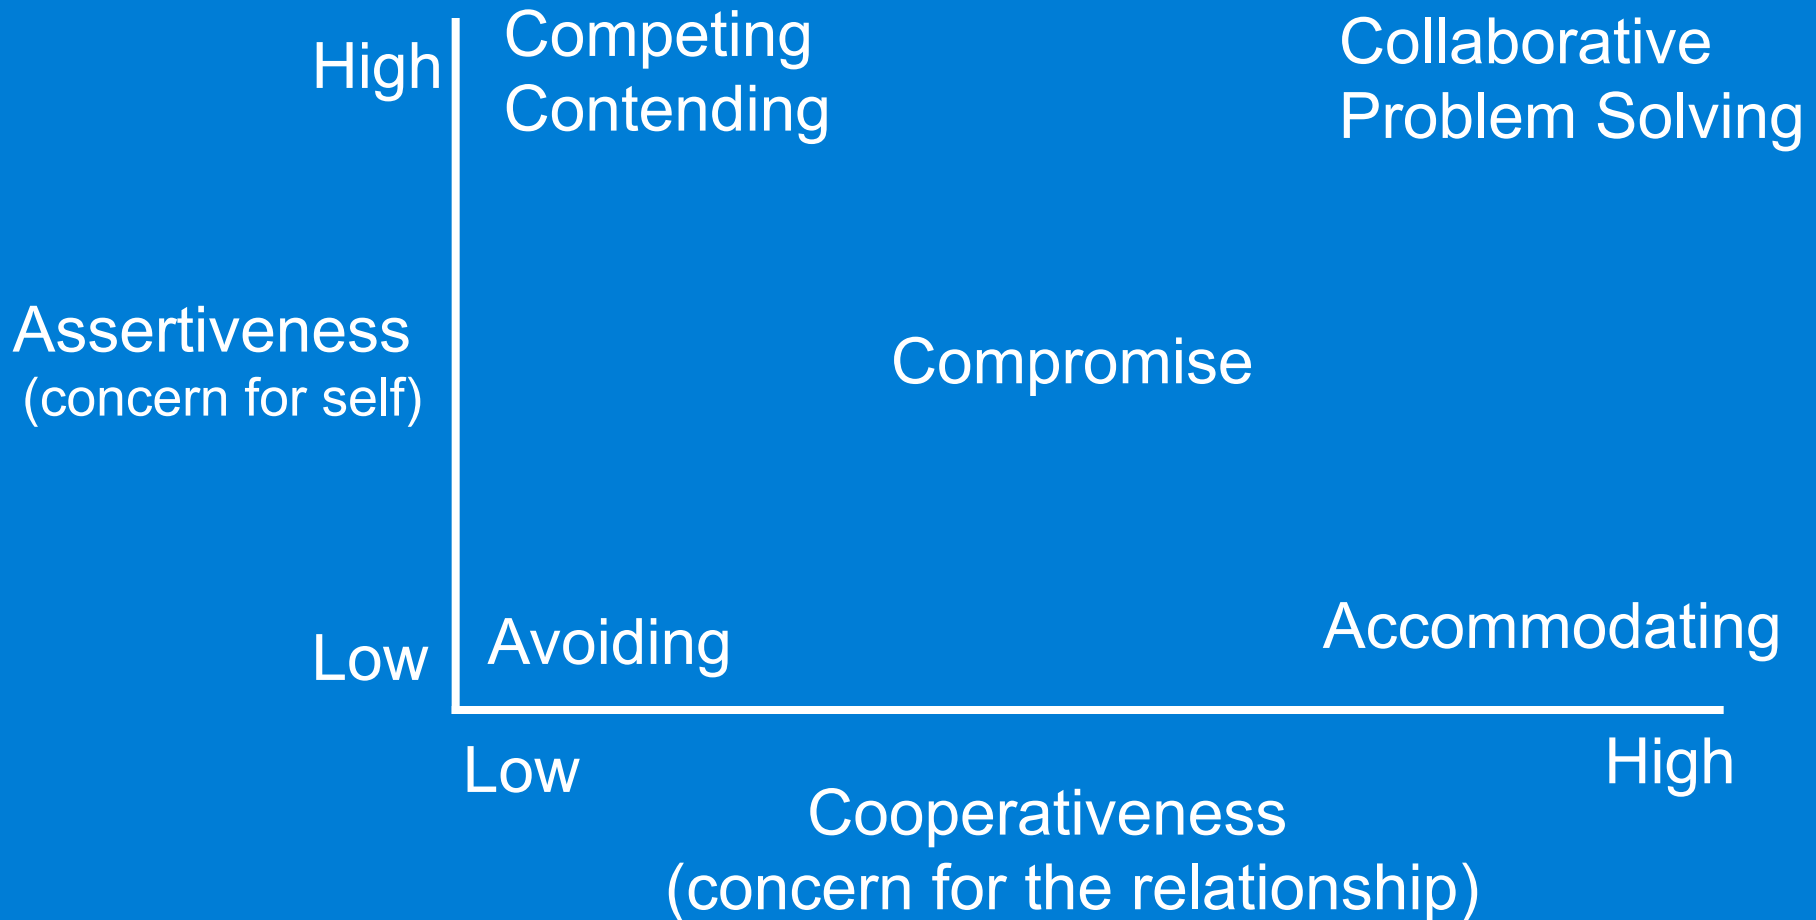 High
Competing
Contending
Collaborative
Problem Solving
Assertiveness
(concern for self)
Compromise
Low
Avoiding
Accommodating
Low
High
Cooperativeness
(concern for the relationship)